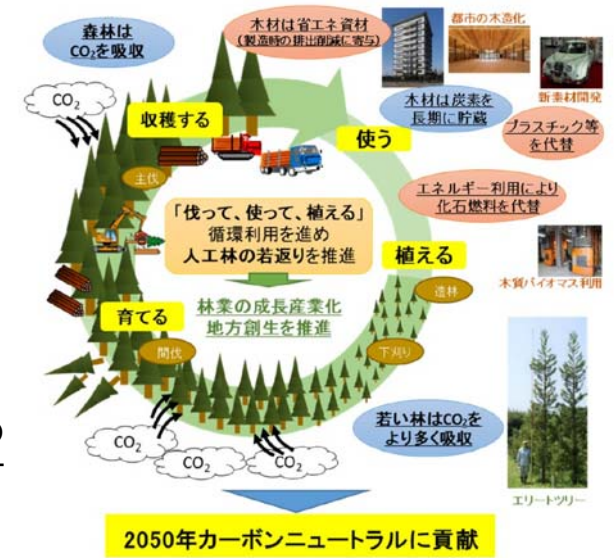 森林は
CO₂を吸収
CO₂
木材は省エネ資材
(製造時の排出削減に寄与)
都市の木造化
新素材開発
木材は炭素を
長期に貯蔵
プラスチック等
を代替
収穫する
使う
主伐
エネルギー利用により
化石燃料を代替
「伐って、使って、植える」
循環利用を進め
人工林の若返りを推進
植える
木質バイオマス利用
造林
林業の成長産業化
地方創生を推進
育てる
間伐
下刈り
若い林はCO₂を
より多く吸収
CO₂
CO₂
CO₂
エリートツリー
2050年カーボンニュートラルに貢献